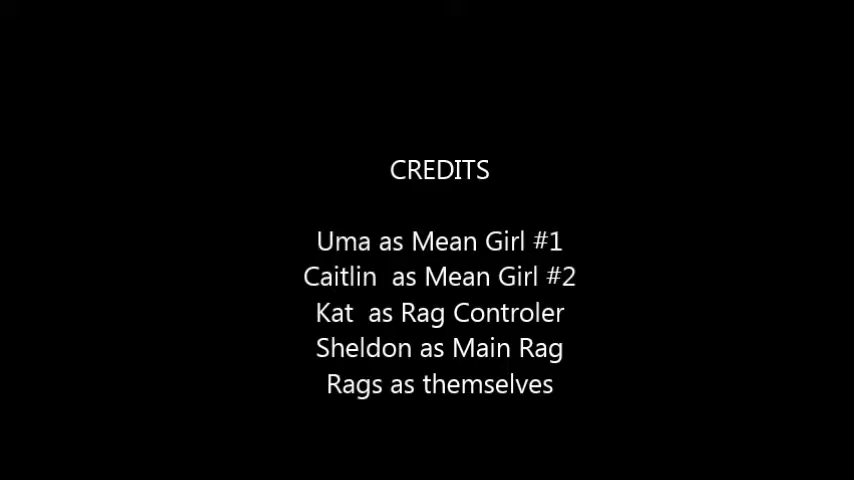 CREDITS
Uma as Mean Girl #1
Caitlin  as Mean Girl #2
Kat  as Rag Controler
Sheldon as Main Rag
Rags as themselves